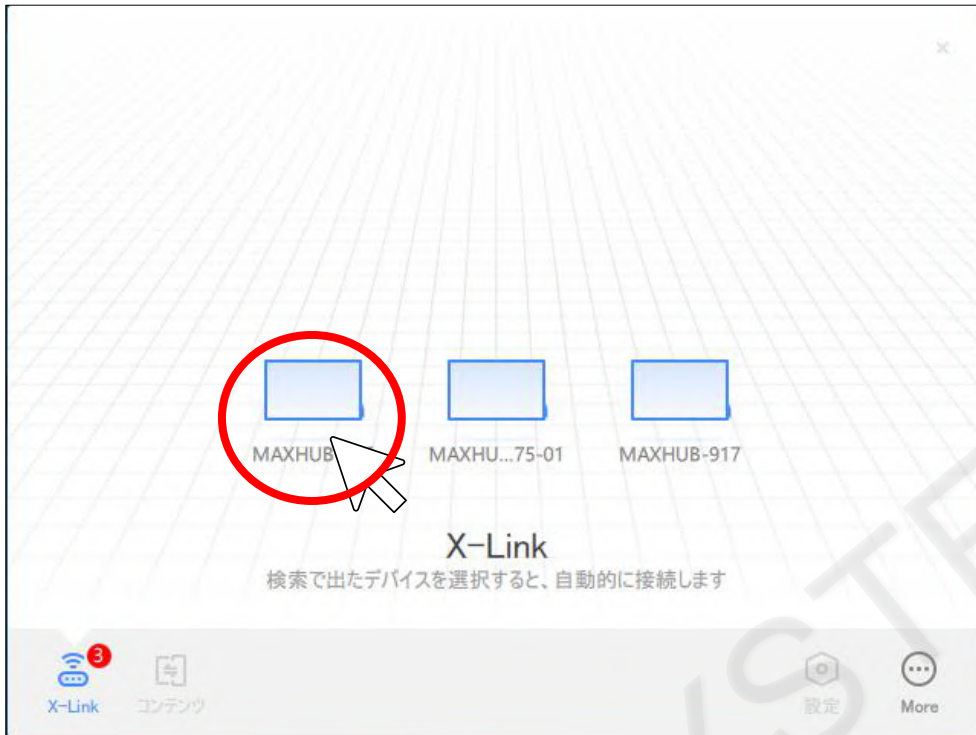 ×
MAXHUB
MAXHU...75-01
MAXHUB-917
X-Link
検索で出たデバイスを選択すると、自動的に接続します
3
X-Link
コンテンツ
設定
More